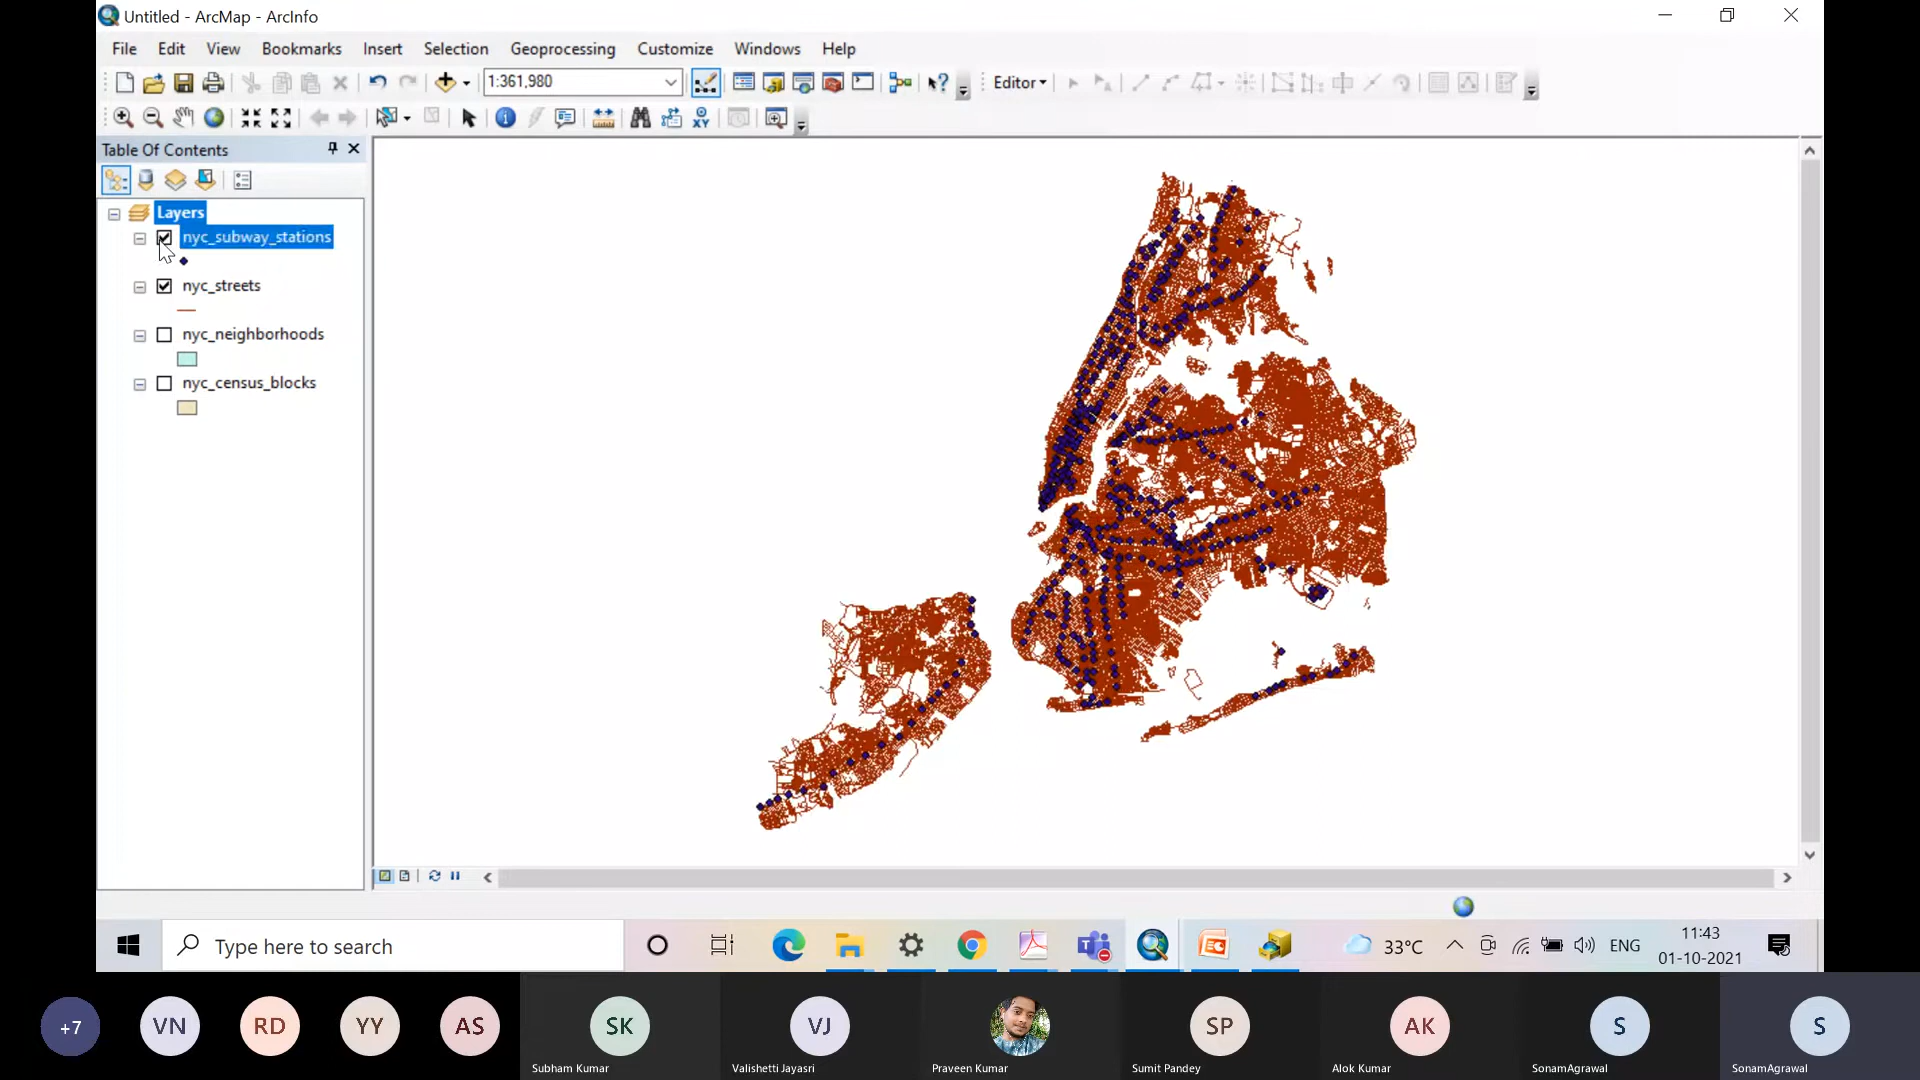 Untitled - ArcMap - ArcInfo
File Edit View Bookmarks Insert Selection Geoprocessing Customize Windows Help
1:361,980
Editor
XY
Table Of Contents
Layers
nyc_subway_stations
nyc_streets
nyc_neighborhoods
nyc_census_blocks
Type here to search
33°C
ENG
11:43
01-10-2021
+7
VN
RD
YY
AS
SK
VJ
SP
AK
S
S
Subham Kumar
Valishetti Jayasri
Praveen Kumar
Sumit Pandey
Alok Kumar
SonamAgrawal
SonamAgrawal